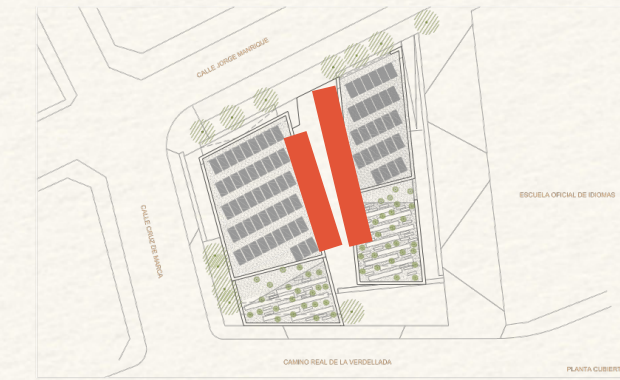 CALLE JORGE MANRIQUE
ESCUELA OFICIAL DE IDIOMAS
CALLE CRUZ DE MARCA
CAMINO REAL DE LA VERDELLADA
PLANTA CUBIERT